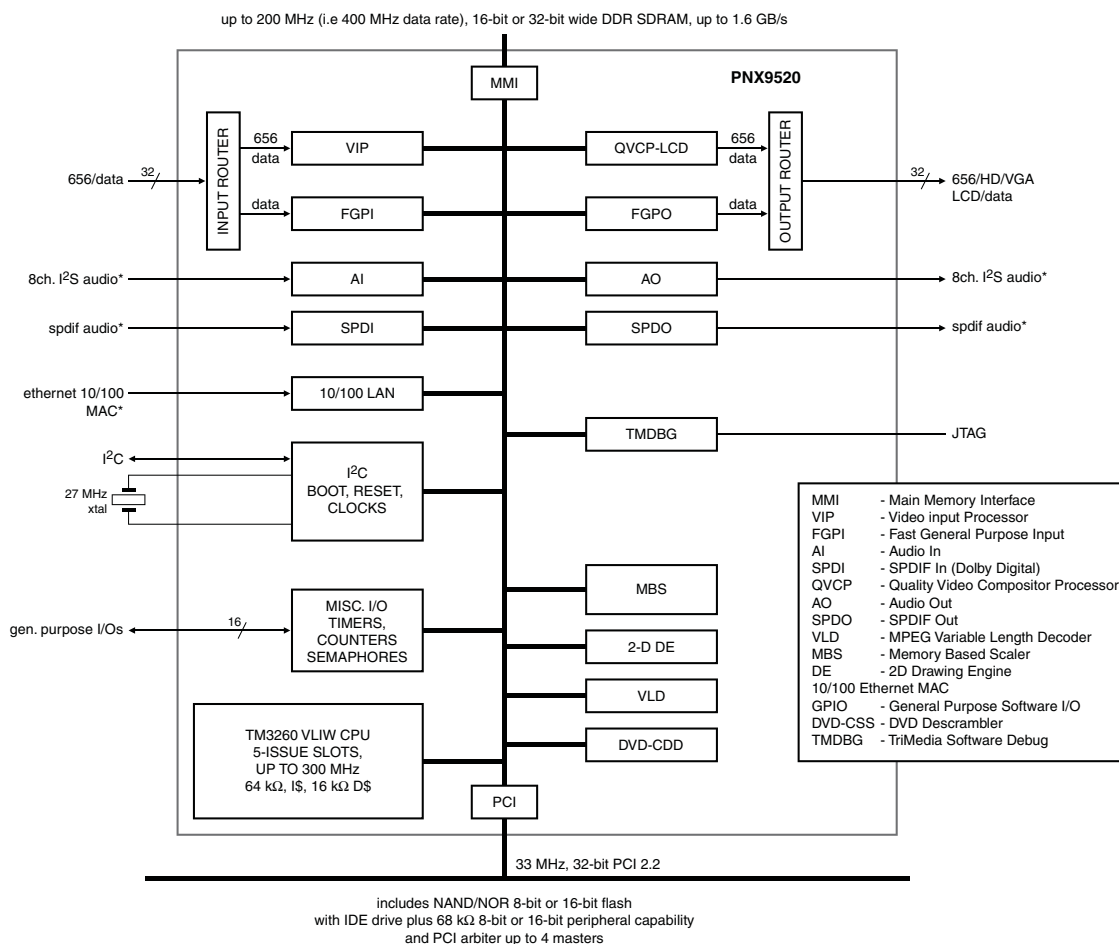 up to 200 MHz (i.e 400 MHz data rate), 16-bit or 32-bit wide DDR SDRAM, up to 1.6 GB/s
MMI
PNX9520
656/data
32
INPUT ROUTER
656
data
VIP
QVCP-LCD
656
data
OUTPUT ROUTER
32
656/HD/VGA
LCD/data
data
FGPI
FGPO
data
8ch. I2S audio*
AI
AO
8ch. I2S audio*
spdif audio*
SPDI
SPDO
spdif audio*
ethernet 10/100
MAC*
10/100 LAN
TMDBG
JTAG
I2C
27 MHz
xtal
I2C
BOOT, RESET,
CLOCKS
MMI - Main Memory Interface
VIP - Video input Processor
FGPI - Fast General Purpose Input
AI - Audio In
SPDI - SPDIF In (Dolby Digital)
QVCP - Quality Video Compositor Processor
AO - Audio Out
SPDO - SPDIF Out
VLD - MPEG Variable Length Decoder
MBS - Memory Based Scaler
DE - 2D Drawing Engine
10/100 Ethernet MAC
GPIO - General Purpose Software I/O
DVD-CSS - DVD Descrambler
TMDBG - TriMedia Software Debug
gen. purpose I/Os
16
MISC. I/O
TIMERS,
COUNTERS
SEMAPHORES
MBS
2-D DE
VLD
DVD-CDD
TM3260 VLIW CPU
5-ISSUE SLOTS,
UP TO 300 MHz
64 kΩ, I$, 16 kΩ D$
PCI
33 MHz, 32-bit PCI 2.2
includes NAND/NOR 8-bit or 16-bit flash
with IDE drive plus 68 kΩ 8-bit or 16-bit peripheral capability
and PCI arbiter up to 4 masters